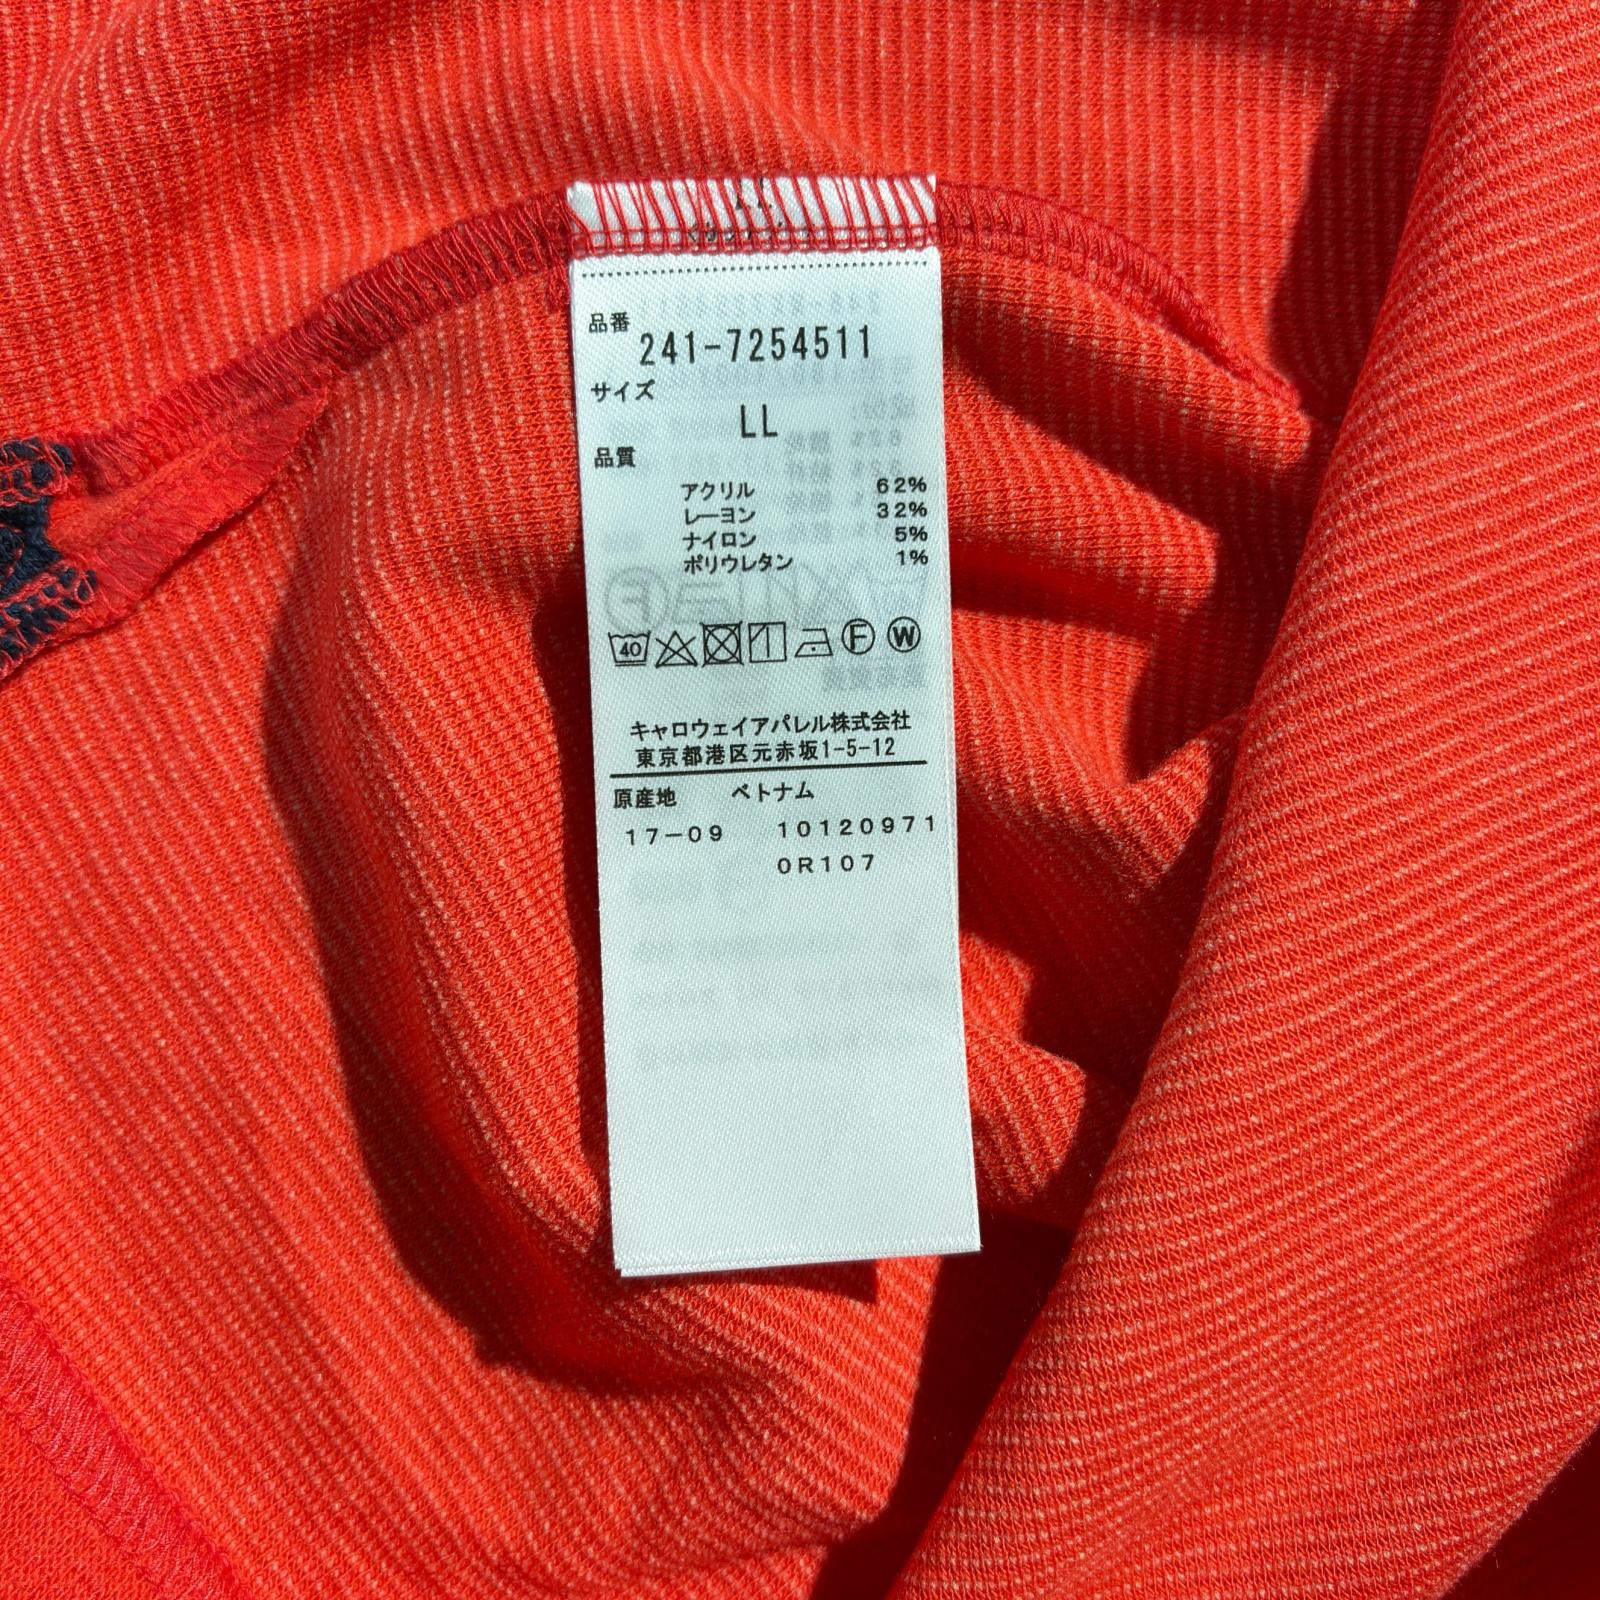 品番
241-7254511
サイズ
LL
品質
アクリル 62%
レーヨン 32%
ナイロン 5%
ポリウレタン 1%
40 F W
キャロウェイアパレル株式会社
東京都港区元赤坂1-5-12
原産地 ベトナム
17-09 10120971
0R107